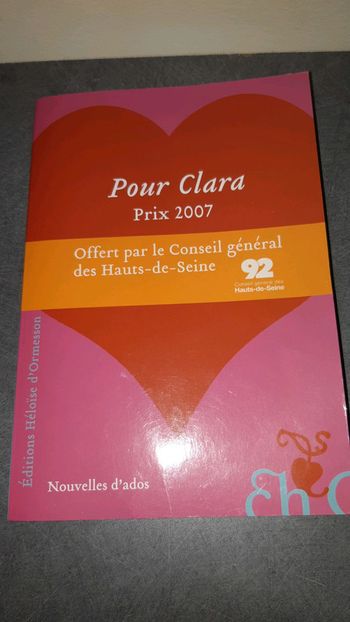 Pour Clara
Prix 2007
Offert par le Conseil général
des Hauts-de-Seine
92
Conseil général des
Hauts-de-Seine
Éditions Héloïse d'Ormesson
Nouvelles d'ados
Eh